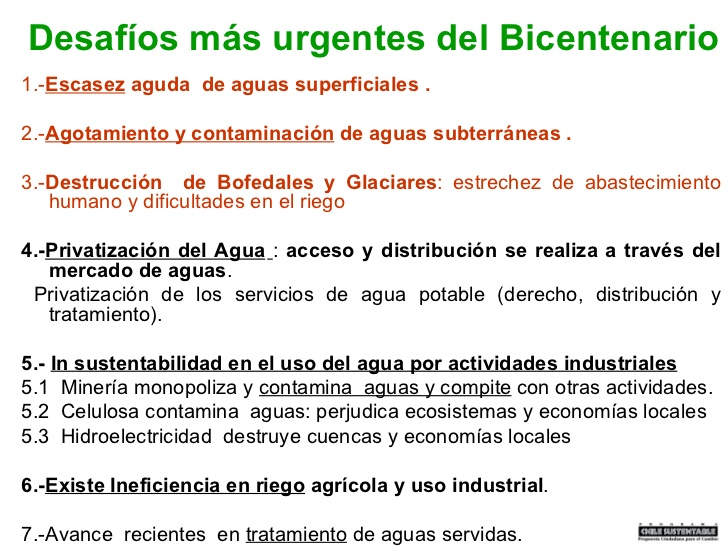 Desafíos más urgentes del Bicentenario
1.-Escasez aguda de aguas superficiales .
2.-Agotamiento y contaminación de aguas subterráneas .
3.-Destrucción de Bofedales y Glaciares: estrechez de abastecimiento
humano y dificultades en el riego
4.-Privatización del Agua : acceso y distribución se realiza a través del
mercado de aguas.
Privatización de los servicios de agua potable (derecho, distribución y
tratamiento).
5.- In sustentabilidad en el uso del agua por actividades industriales
5.1 Minería monopoliza y contamina aguas y compite con otras actividades.
5.2 Celulosa contamina aguas: perjudica ecosistemas y economías locales
5.3 Hidroelectricidad destruye cuencas y economías locales
6.-Existe Ineficiencia en riego agrícola y uso industrial.
7.-Avance recientes en tratamiento de aguas servidas.
CHILE SUSTENTABLE